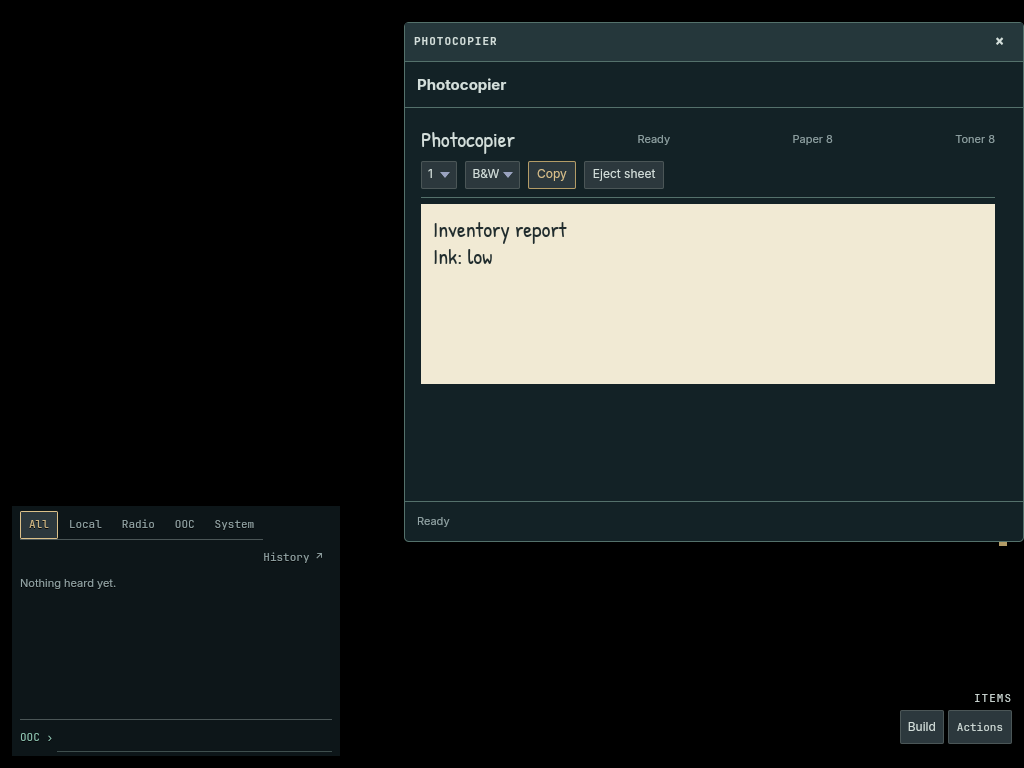 PHOTOCOPIER ×
Photocopier
Photocopier Ready Paper 8 Toner 8
1 B&W Copy Eject sheet
Inventory report
Ink: low
Ready
All Local Radio OOC System
History ↗
Nothing heard yet.
OOC ›
ITEMS
Build Actions